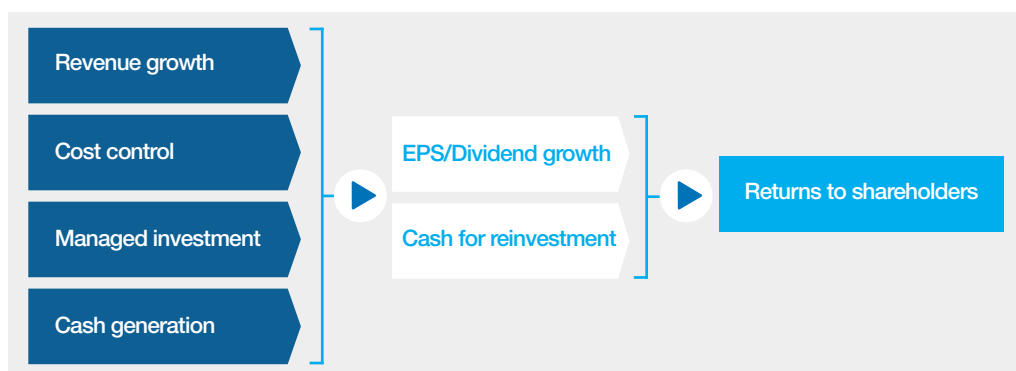 Revenue growth
Cost control
Managed investment
Cash generation
EPS/Dividend growth
Cash for reinvestment
Returns to shareholders